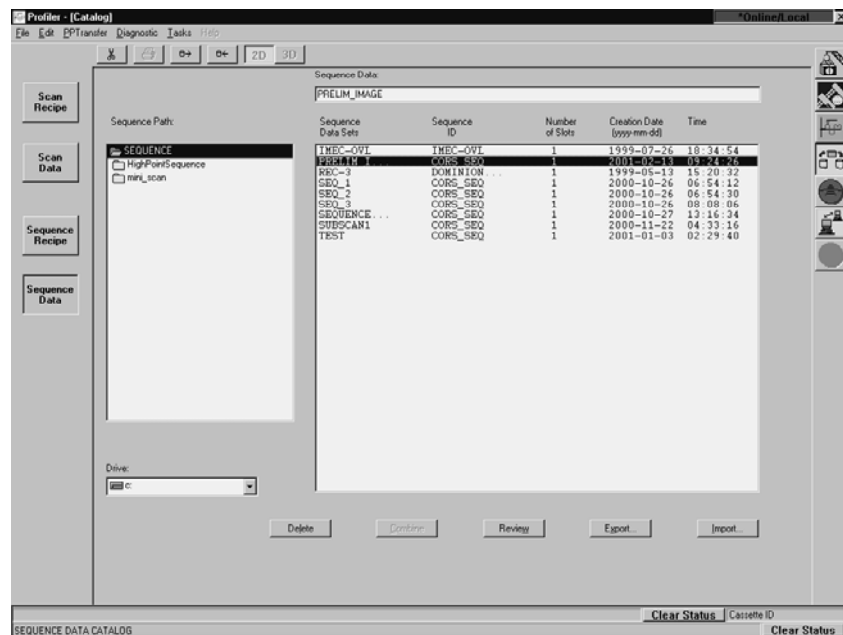 Profiler - [Catalog]
*Online/Local
File Edit PPTransfer Diagnostic Tasks Help
2D 3D
Scan Recipe
Scan Data
Sequence Recipe
Sequence Data
Sequence Path:
SEQUENCE
HighPointSequence
mini_scan
Drive:
c:
Sequence Data:
PRELIM_IMAGE
Sequence Data Sets Sequence ID Number of Slots Creation Date (yyyy-mm-dd) Time
IMEC-OVL IMEC-OVL 1 1999-07-26 18:34:54
PRELIM_I... CORS_SEQ 1 2001-02-13 09:24:26
REC-3 DOMINION... 1 1999-05-13 15:20:32
SEQ_1 CORS_SEQ 1 2000-10-26 06:54:12
SEQ_2 CORS_SEQ 1 2000-10-26 06:54:30
SEQ_3 CORS_SEQ 1 2000-10-26 08:08:06
SEQUENCE... CORS_SEQ 1 2000-10-27 13:16:34
SUBSCAN1 CORS_SEQ 1 2000-11-22 04:33:16
TEST CORS_SEQ 1 2001-01-03 02:29:40
Delete Combine Review Export... Import...
Clear Status Cassette ID
SEQUENCE DATA CATALOG Clear Status